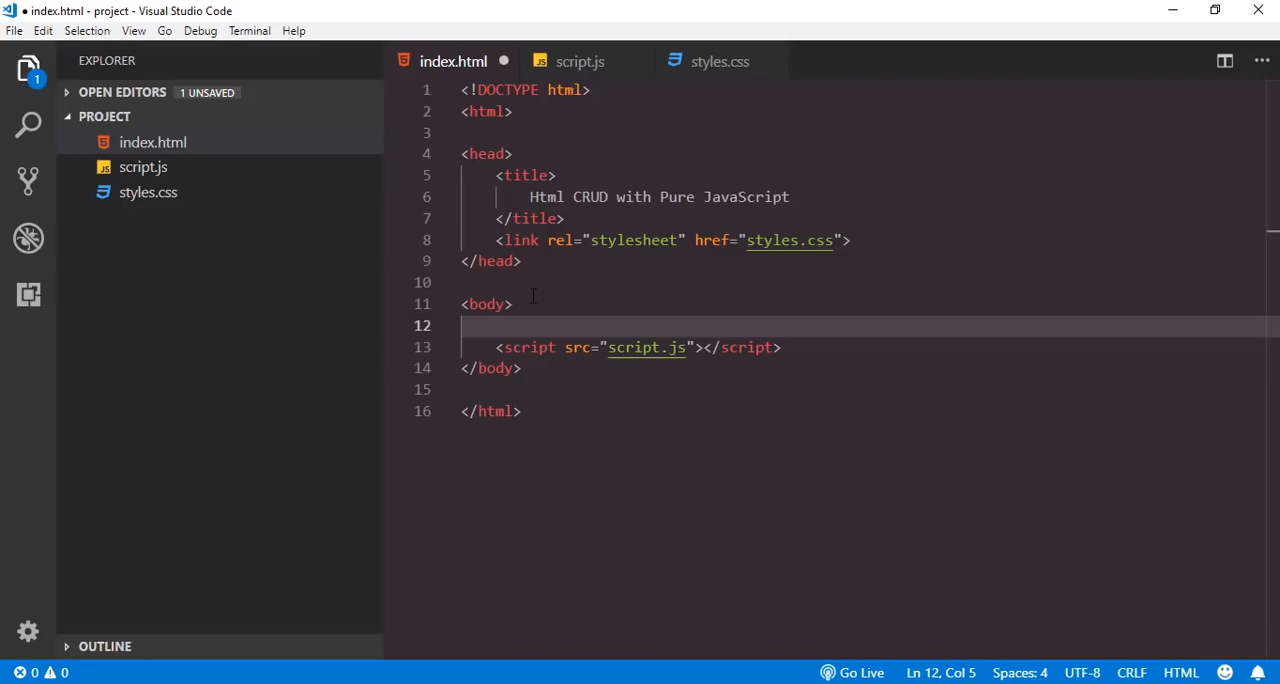 index.html - project - Visual Studio Code
File Edit Selection View Go Debug Terminal Help
1
EXPLORER
OPEN EDITORS 1 UNSAVED
PROJECT
index.html
JS script.js
styles.css
OUTLINE
index.html JS script.js styles.css
1 <!DOCTYPE html>
2 <html>
3
4 <head>
5 <title>
6 Html CRUD with Pure JavaScript
7 </title>
8 <link rel="stylesheet" href="styles.css">
9 </head>
10
11 <body>
12
13 <script src="script.js"></script>
14 </body>
15
16 </html>
0 0 Go Live Ln 12, Col 5 Spaces: 4 UTF-8 CRLF HTML